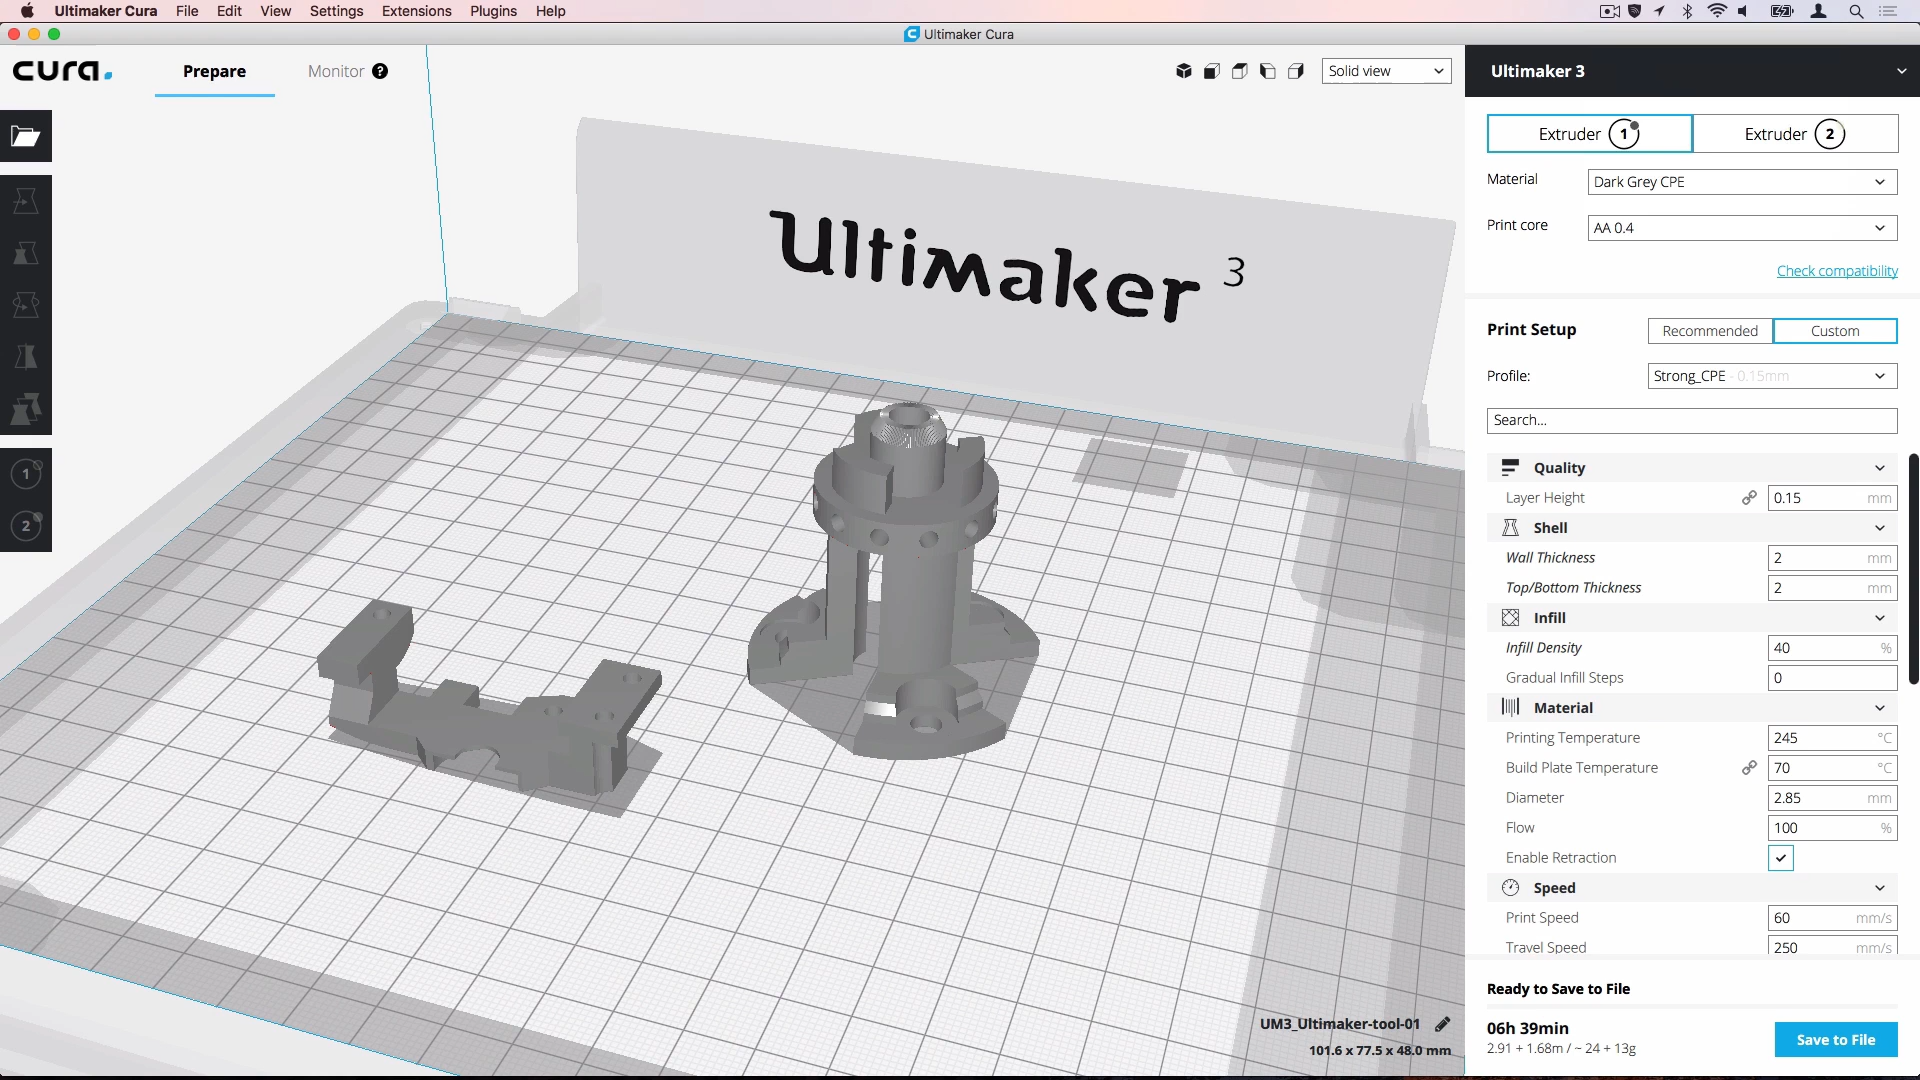 Ultimaker Cura File Edit View Settings Extensions Plugins Help
Ultimaker Cura
cura. Prepare Monitor ? Solid view
Ultimaker 3
Extruder 1 Extruder 2
Material Dark Grey CPE
Print core AA 0.4
Check compatibility
Ultimaker 3
Print Setup Recommended Custom
Profile: Strong_CPE - 0.15mm
Search...
Quality
Layer Height 0.15 mm
Shell
Wall Thickness 2 mm
Top/Bottom Thickness 2 mm
Infill
Infill Density 40 %
Gradual Infill Steps 0
Material
Printing Temperature 245 °C
Build Plate Temperature 70 °C
Diameter 2.85 mm
Flow 100 %
Enable Retraction
Speed
Print Speed 60 mm/s
Travel Speed 250 mm/s
1
2
UM3_Ultimaker-tool-01
101.6 x 77.5 x 48.0 mm
Ready to Save to File
06h 39min
2.91 + 1.68m / ~ 24 + 13g
Save to File